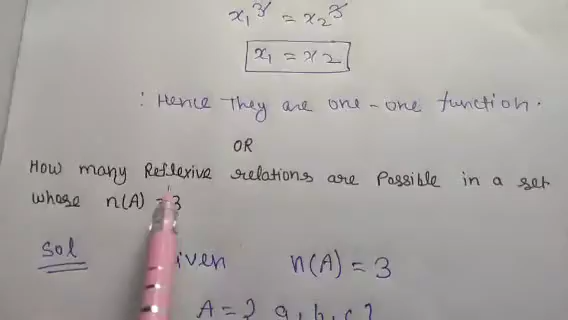 x₁³ = x₂³
x₁ = x2
: Hence They are one-one function.
OR
How many Reflexive relations are Possible in a set
whose n(A) = 3
Sol iven n(A) = 3
A = { a, b, c }